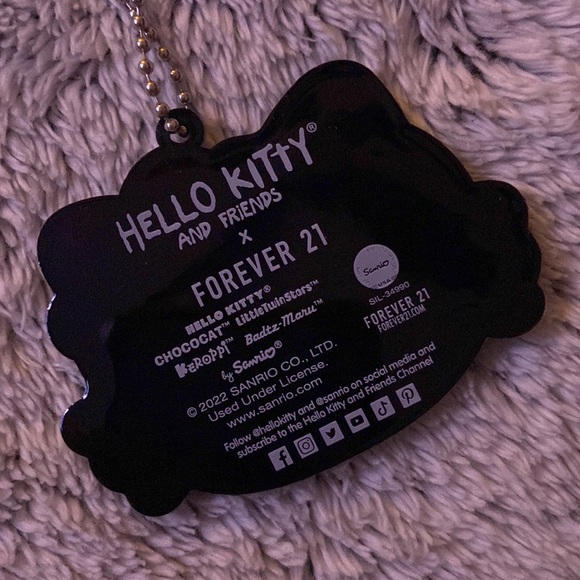 HELLO KITTY®
AND FRIENDS
X
FOREVER 21
HELLO KITTY®
CHOCOCAT™ LittleTwinStars™
KEROPPI™ Badtz-Maru™
by Sanrio®
© 2022 SANRIO CO., LTD.
Used Under License.
www.sanrio.com
Follow @hellokitty and @sanrio on social media and
subscribe to the Hello Kitty and Friends Channel
Sanrio
SIL-34990
FOREVER 21
FOREVER21.COM